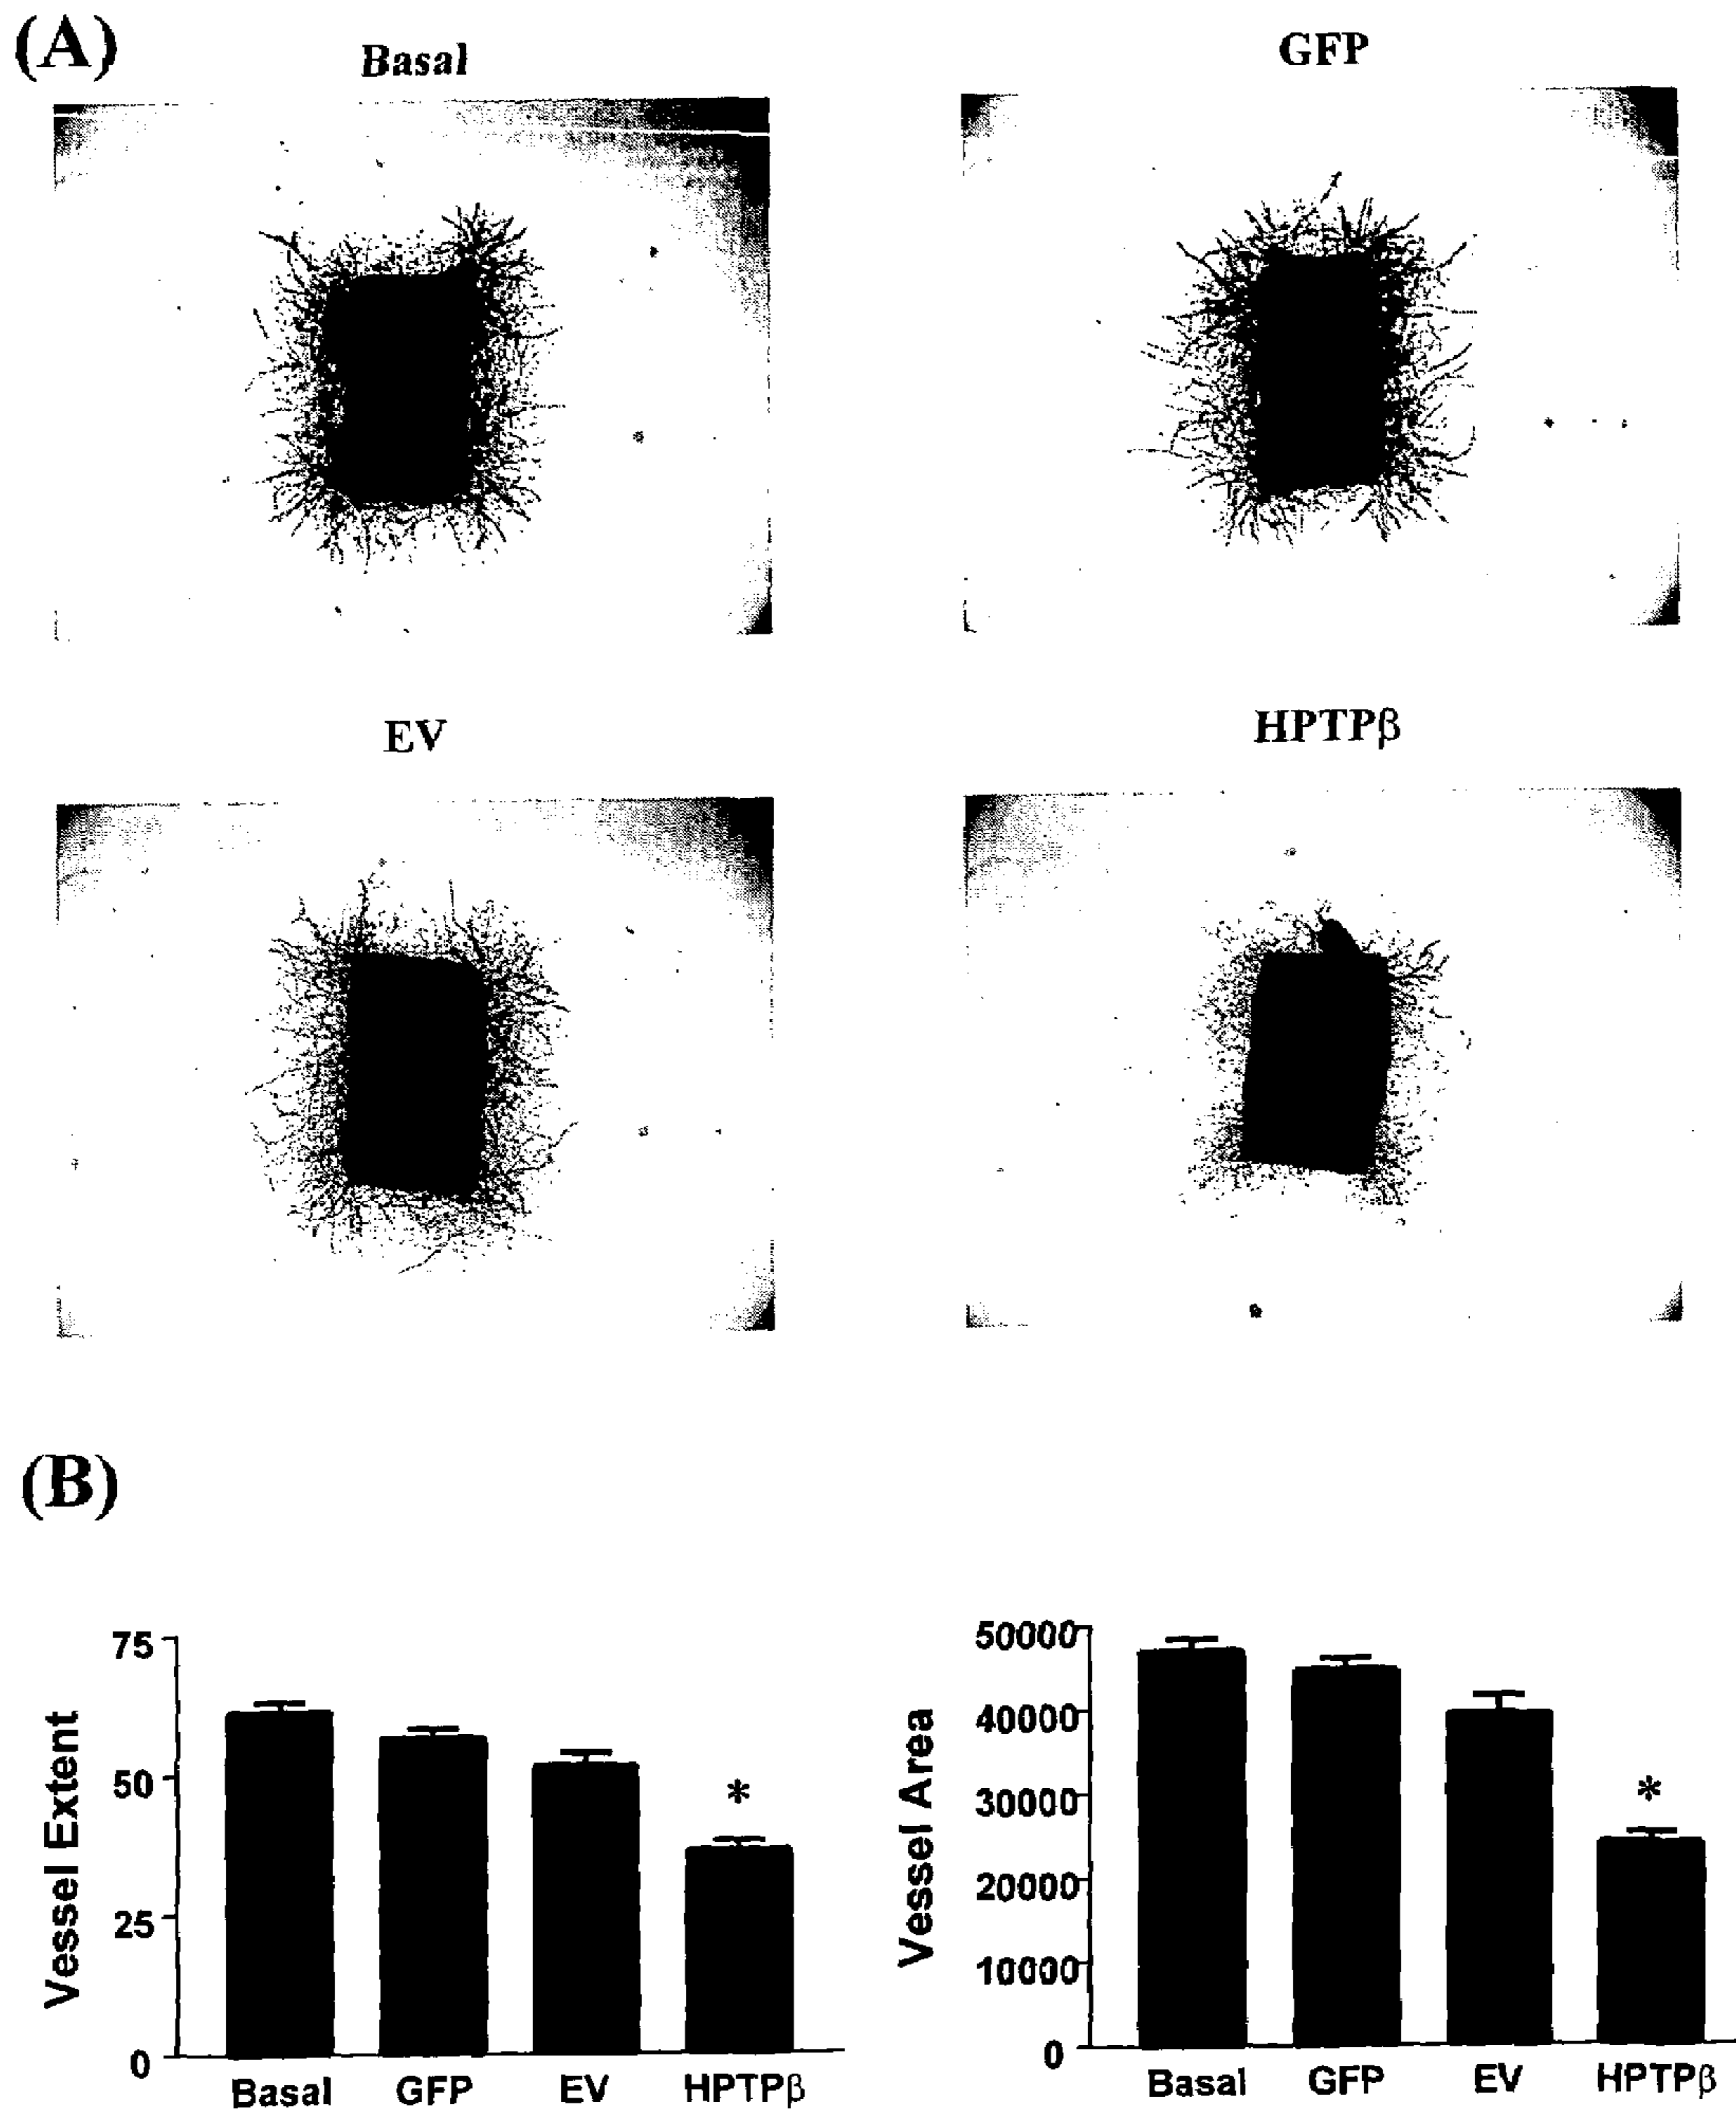 (A)
Basal
GFP
EV
HPTPβ
(B)
75
50
25
0
Vessel Extent
Basal GFP EV HPTPβ
50000
40000
30000
20000
10000
0
Vessel Area
Basal GFP EV HPTPβ
*
*